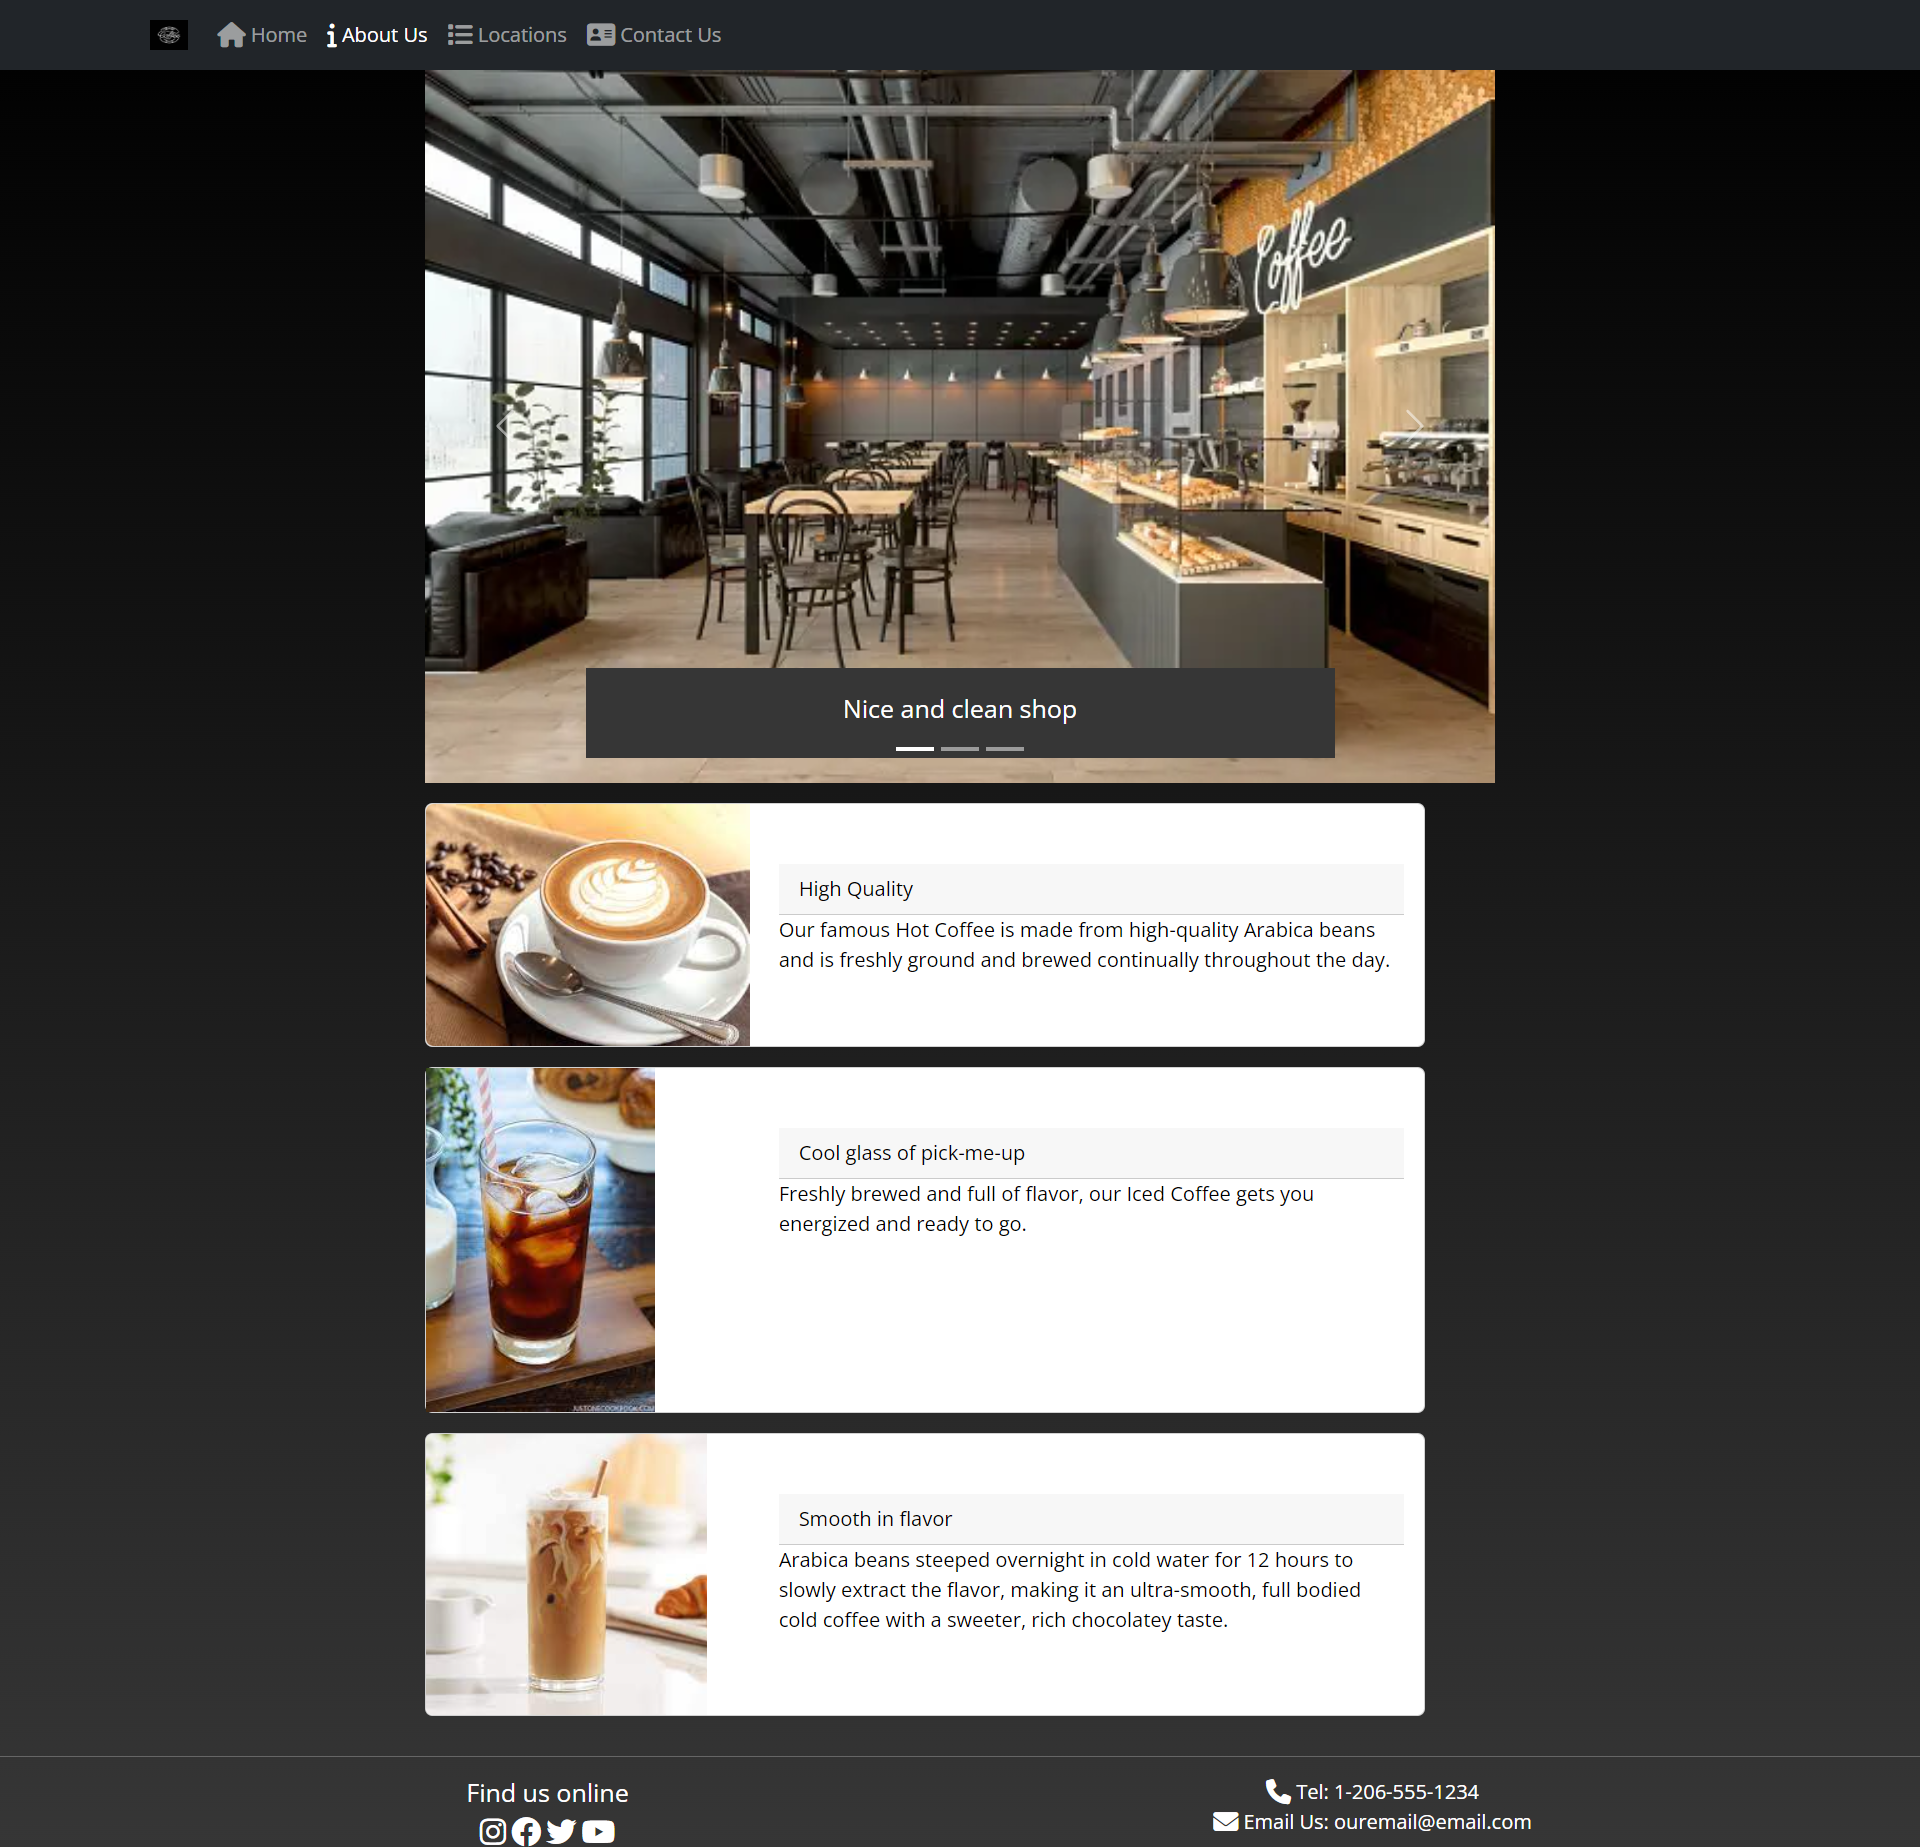 Home About Us Locations Contact Us
Coffee
Nice and clean shop
High Quality
Our famous Hot Coffee is made from high-quality Arabica beans
and is freshly ground and brewed continually throughout the day.
Cool glass of pick-me-up
Freshly brewed and full of flavor, our Iced Coffee gets you
energized and ready to go.
JUSTONECOOKBOOK.COM
Smooth in flavor
Arabica beans steeped overnight in cold water for 12 hours to
slowly extract the flavor, making it an ultra-smooth, full bodied
cold coffee with a sweeter, rich chocolatey taste.
Find us online
Tel: 1-206-555-1234
Email Us: ouremail@email.com